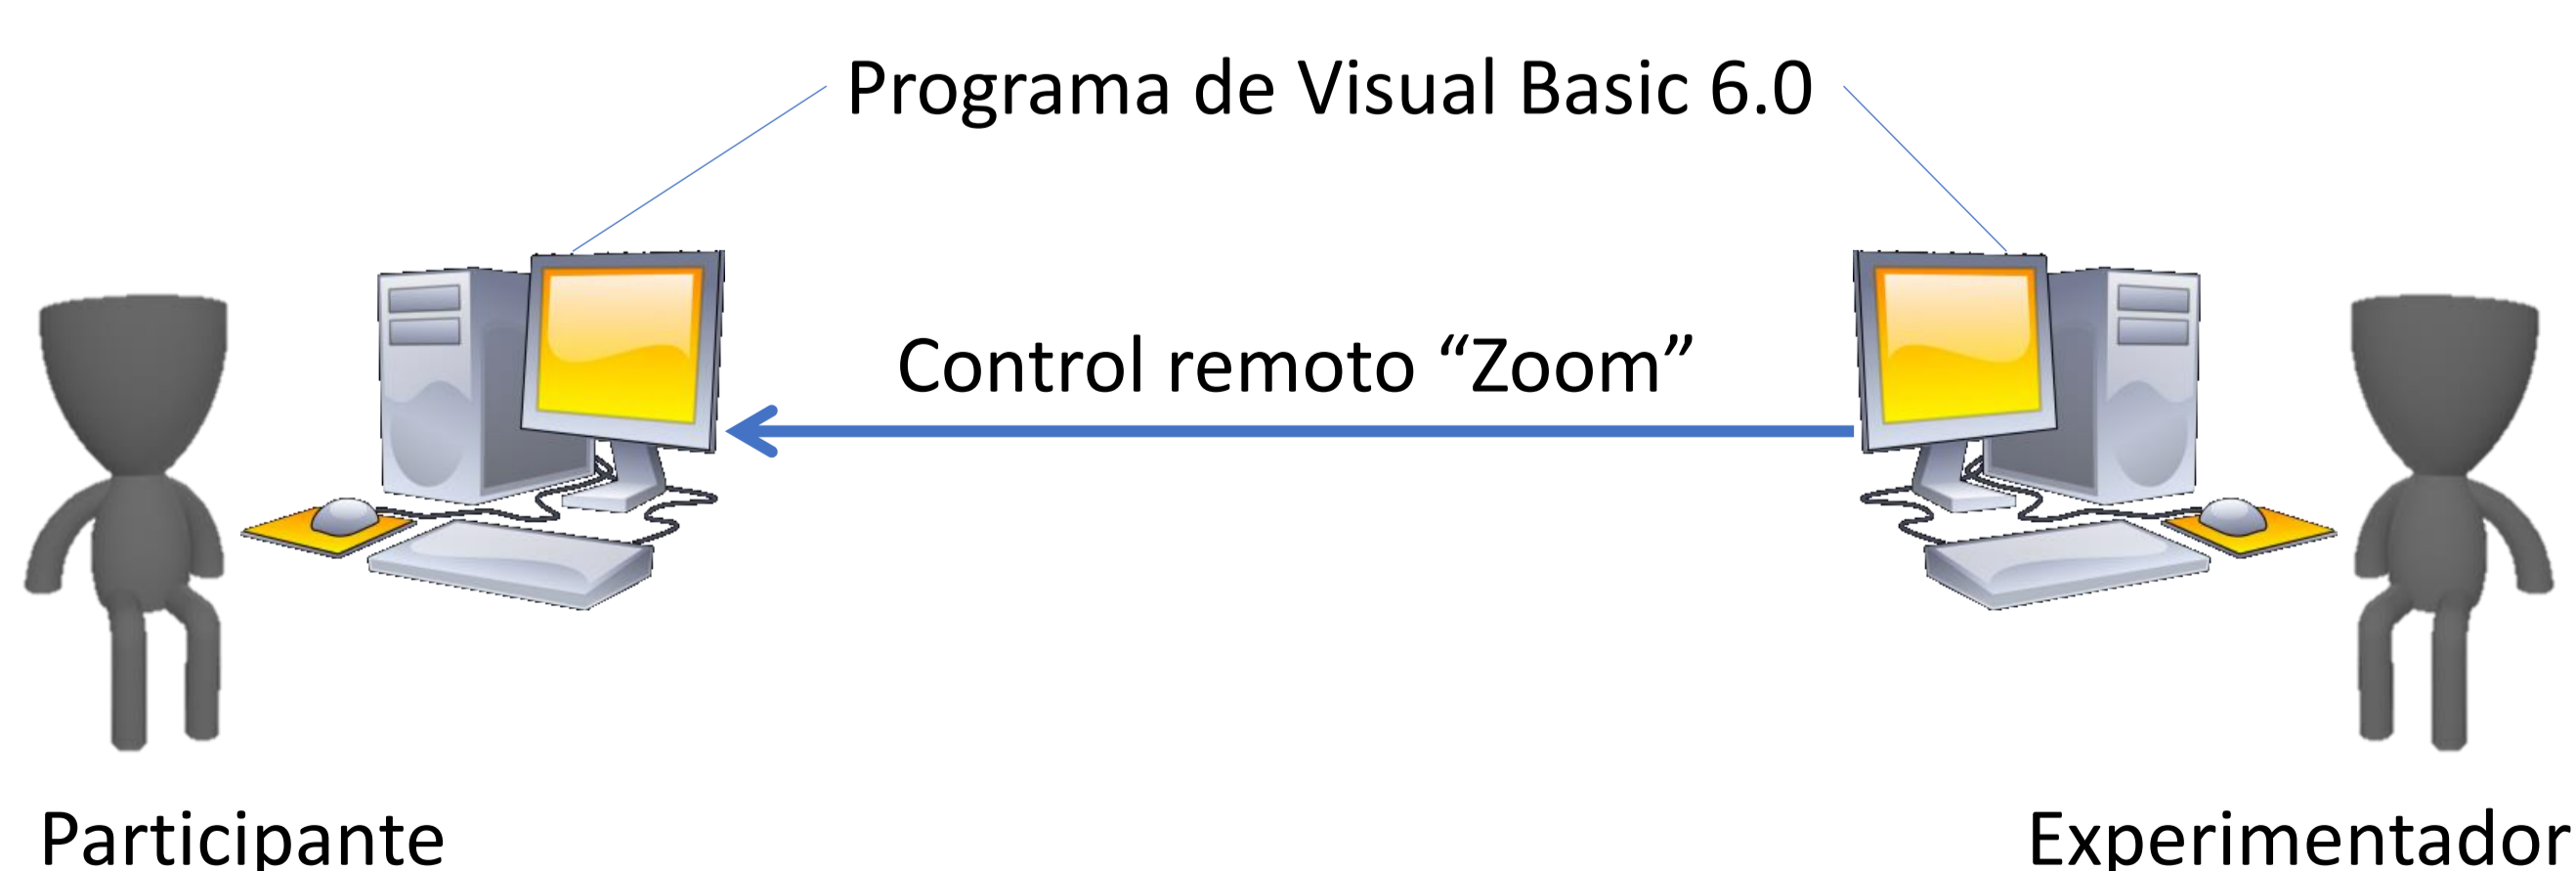 Programa de Visual Basic 6.0
Control remoto “Zoom”
Participante
Experimentador